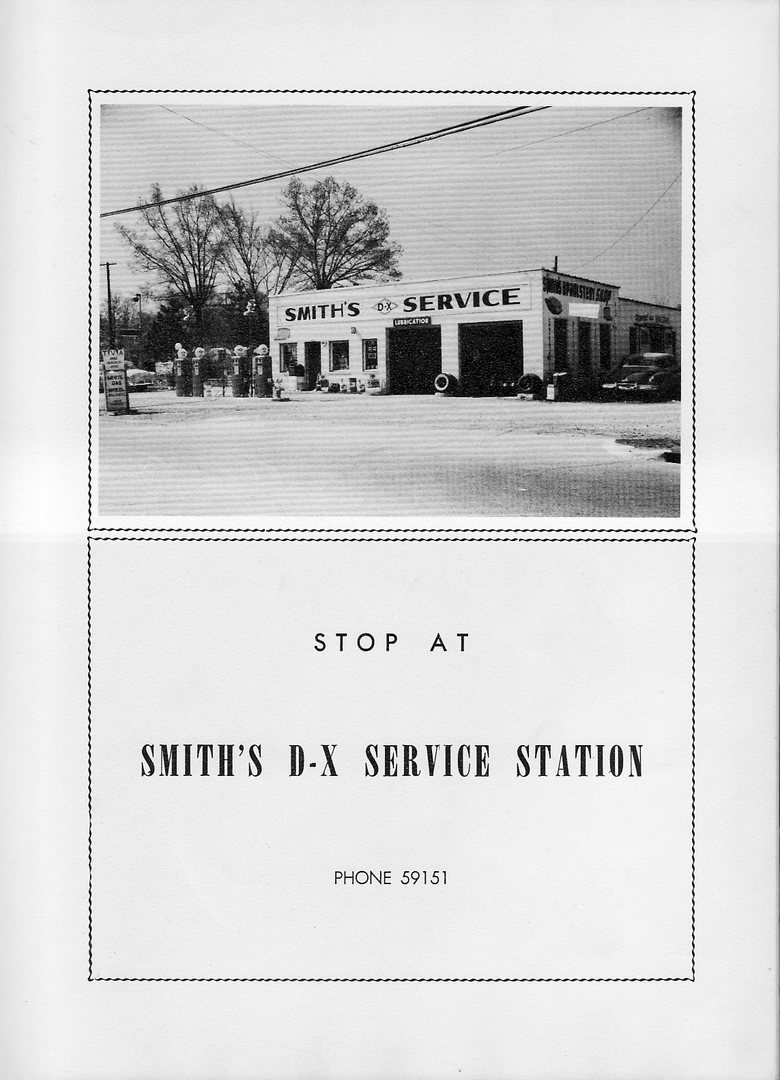 SMITH'S D-X SERVICE
LUBRICATION
STOP AT
SMITH'S D-X SERVICE STATION
PHONE 59151